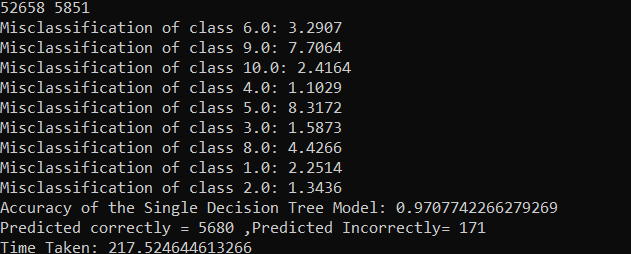 52658 5851
Misclassification of class 6.0: 3.2907
Misclassification of class 9.0: 7.7064
Misclassification of class 10.0: 2.4164
Misclassification of class 4.0: 1.1029
Misclassification of class 5.0: 8.3172
Misclassification of class 3.0: 1.5873
Misclassification of class 8.0: 4.4266
Misclassification of class 1.0: 2.2514
Misclassification of class 2.0: 1.3436
Accuracy of the Single Decision Tree Model: 0.9707742266279269
Predicted correctly = 5680 ,Predicted Incorrectly= 171
Time Taken: 217.524644613266